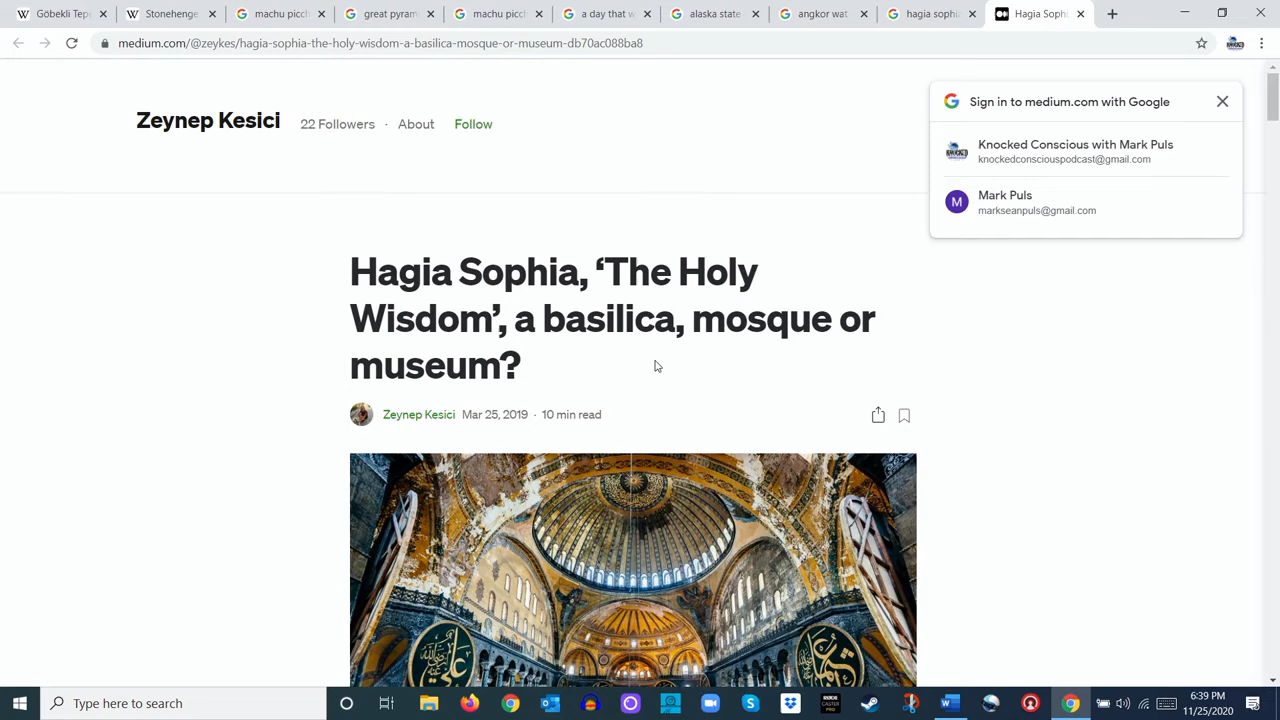 Göbekli Tepe
Stonehenge
machu picc
great pyram
machu picch
a day that w
alaska state
angkor wat
hagia sophia
Hagia Sophi
medium.com/@zeykes/hagia-sophia-the-holy-wisdom-a-basilica-mosque-or-museum-db70ac088ba8
Zeynep Kesici
22 Followers · About Follow
Sign in to medium.com with Google
Knocked Conscious with Mark Puls
knockedconsciouspodcast@gmail.com
M
Mark Puls
markseanpuls@gmail.com
Hagia Sophia, ‘The Holy
Wisdom’, a basilica, mosque or
museum?
Zeynep Kesici Mar 25, 2019 · 10 min read
Type here to search
6:39 PM
11/25/2020